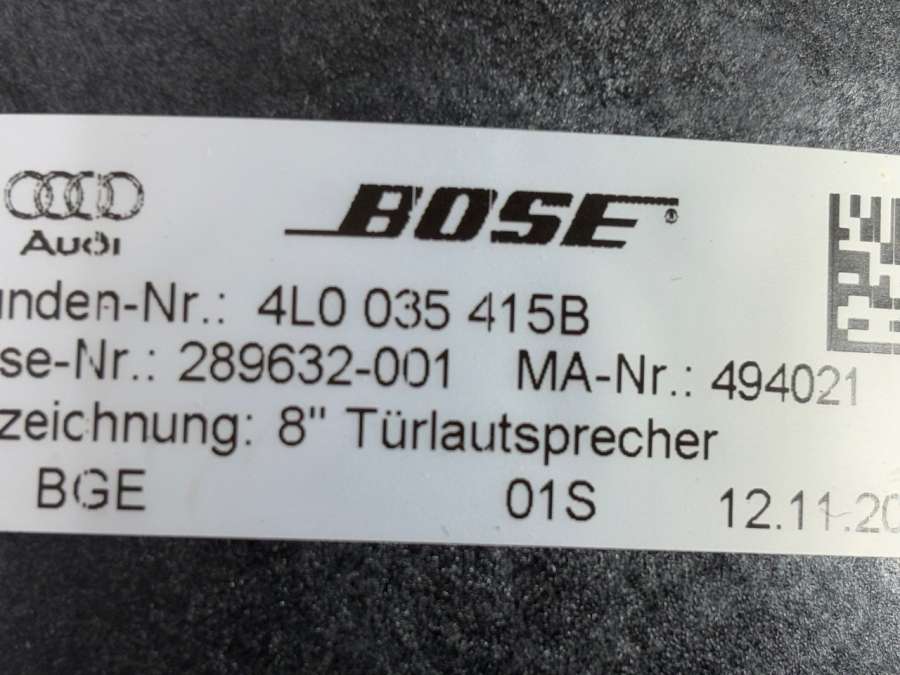 Audi
BOSE®
unden-Nr.: 4L0 035 415B
se-Nr.: 289632-001 MA-Nr.: 494021
zeichnung: 8" Türlautsprecher
BGE 01S 12.11.20